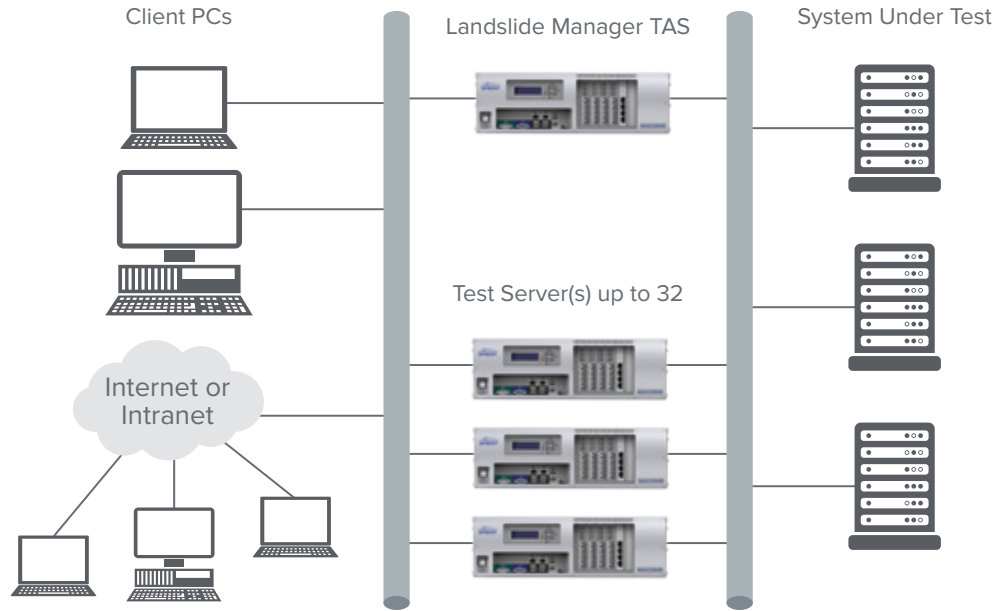 Client PCs
Landslide Manager TAS
System Under Test
Test Server(s) up to 32
Internet or
Intranet